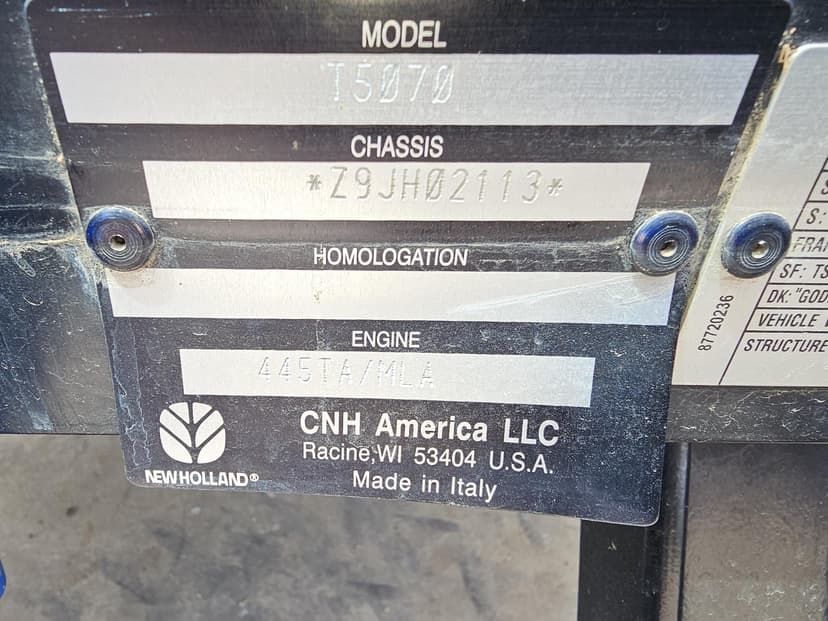 MODEL
T5070
CHASSIS
*Z9JH02113*
HOMOLOGATION
ENGINE
445TA/MLA
NEW HOLLAND®
CNH America LLC
Racine,WI 53404 U.S.A.
Made in Italy
87720236
S:
FRA
SF: TS
DK: "GOD
VEHICLE
STRUCTURE